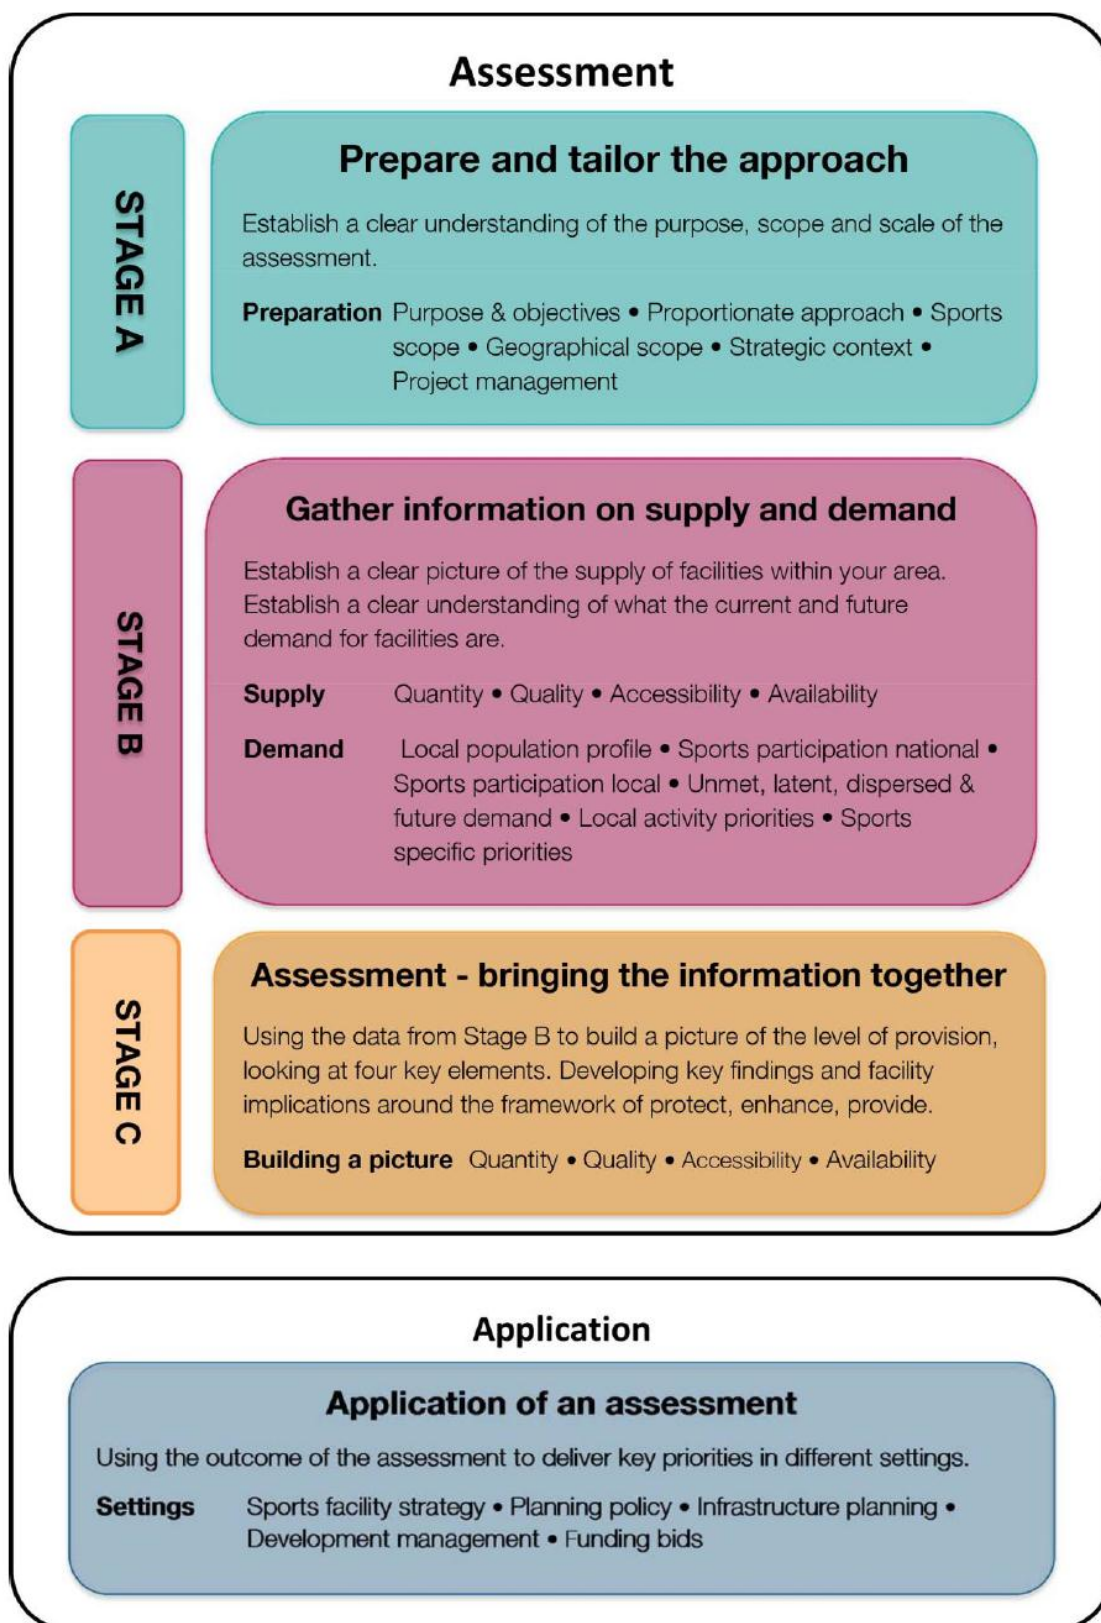 Assessment
STAGE A
Prepare and tailor the approach
Establish a clear understanding of the purpose, scope and scale of the
assessment.
Preparation Purpose & objectives • Proportionate approach • Sports
scope • Geographical scope • Strategic context •
Project management
STAGE B
Gather information on supply and demand
Establish a clear picture of the supply of facilities within your area.
Establish a clear understanding of what the current and future
demand for facilities are.
Supply Quantity • Quality • Accessibility • Availability
Demand Local population profile • Sports participation national •
Sports participation local • Unmet, latent, dispersed &
future demand • Local activity priorities • Sports
specific priorities
STAGE C
Assessment - bringing the information together
Using the data from Stage B to build a picture of the level of provision,
looking at four key elements. Developing key findings and facility
implications around the framework of protect, enhance, provide.
Building a picture Quantity • Quality • Accessibility • Availability
Application
Application of an assessment
Using the outcome of the assessment to deliver key priorities in different settings.
Settings Sports facility strategy • Planning policy • Infrastructure planning •
Development management • Funding bids